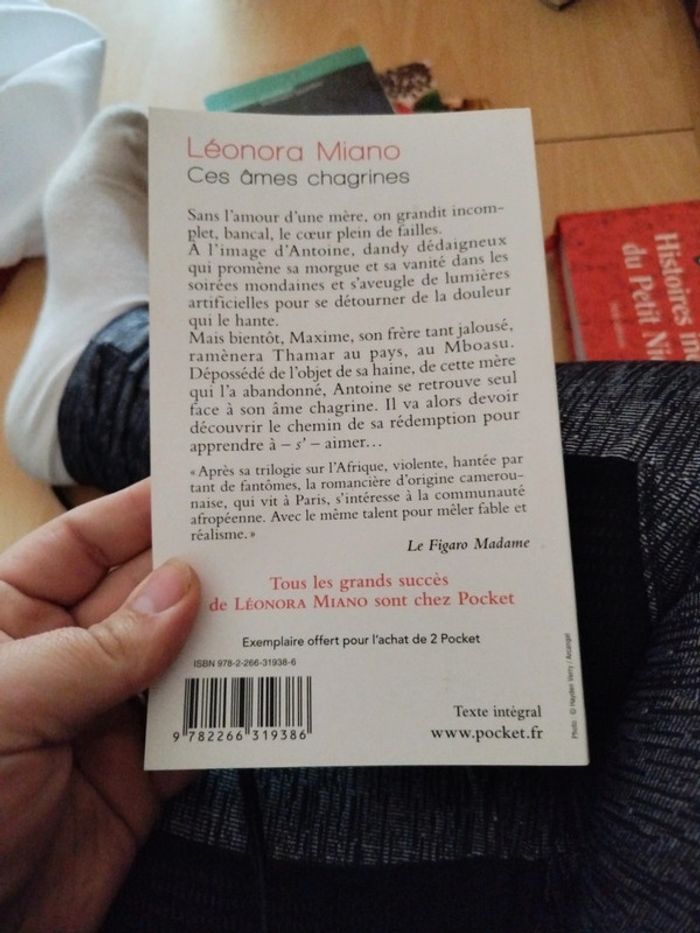 Léonora Miano
Ces âmes chagrines
Sans l'amour d'une mère, on grandit incom-
plet, bancal, le cœur plein de failles.
À l'image d'Antoine, dandy dédaigneux
qui promène sa morgue et sa vanité dans les
soirées mondaines et s'aveugle de lumières
artificielles pour se détourner de la douleur
qui le hante.
Mais bientôt, Maxime, son frère tant jalousé,
ramènera Thamar au pays, au Mboasu.
Dépossédé de l'objet de sa haine, de cette mère
qui l'a abandonné, Antoine se retrouve seul
face à son âme chagrine. Il va alors devoir
découvrir le chemin de sa rédemption pour
apprendre à – s' – aimer...
« Après sa trilogie sur l'Afrique, violente, hantée par
tant de fantômes, la romancière d'origine camerou-
naise, qui vit à Paris, s'intéresse à la communauté
afropéenne. Avec le même talent pour mêler fable et
réalisme. »
Le Figaro Madame
Tous les grands succès
de LÉONORA MIANO sont chez Pocket
Exemplaire offert pour l'achat de 2 Pocket
ISBN 978-2-266-31938-6
9 782266 319386
Texte intégral
www.pocket.fr
Photo : © Hayden Verry / Arcangel
Histoires
du Petit